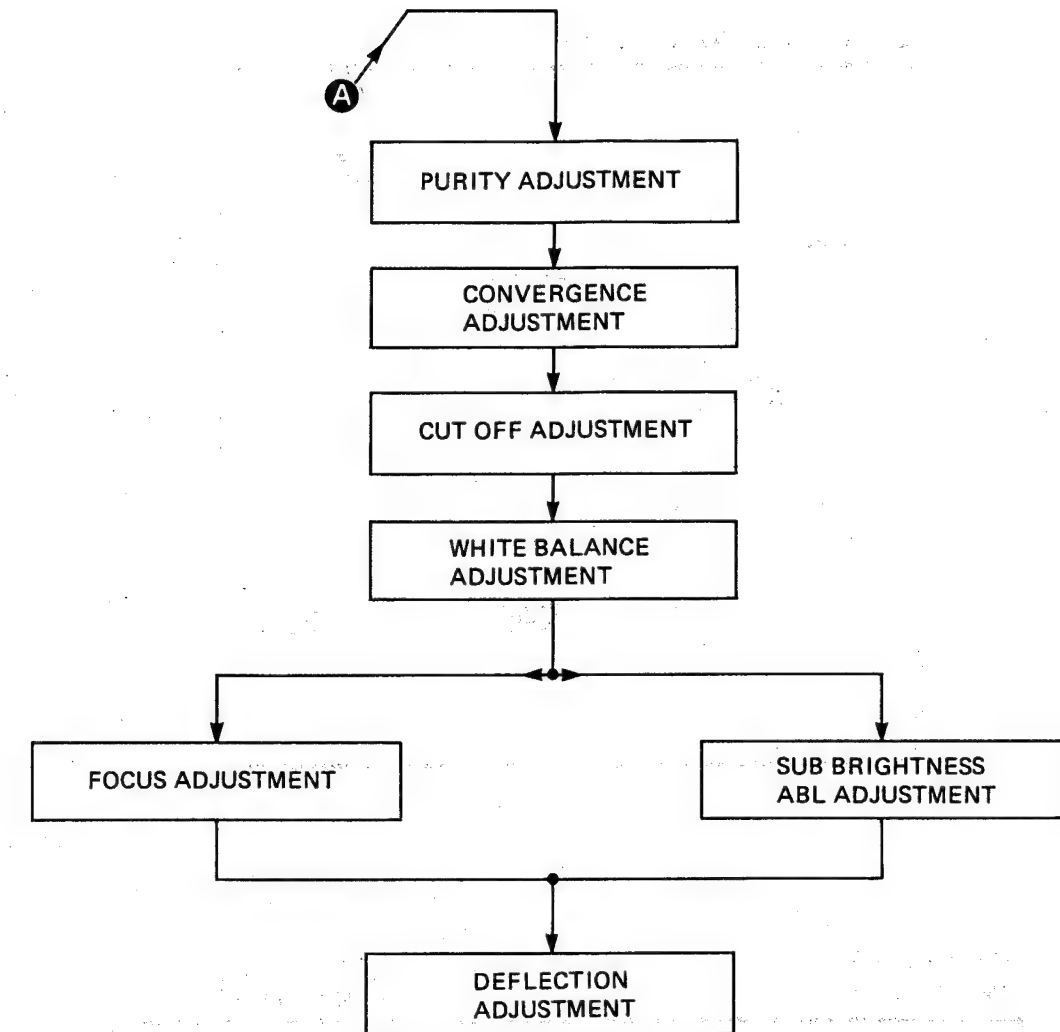 A
PURITY ADJUSTMENT
CONVERGENCE
ADJUSTMENT
CUT OFF ADJUSTMENT
WHITE BALANCE
ADJUSTMENT
FOCUS ADJUSTMENT
SUB BRIGHTNESS
ABL ADJUSTMENT
DEFLECTION
ADJUSTMENT